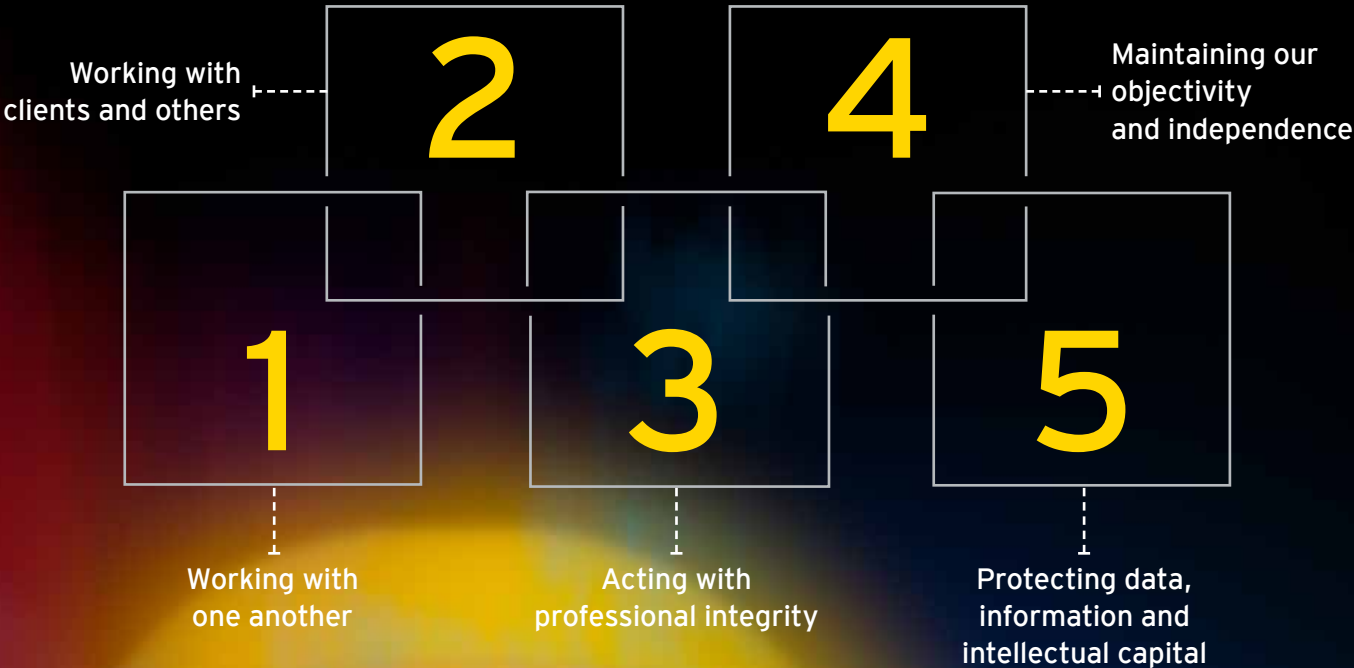 1
Working with
one another
2
Working with
clients and others
3
Acting with
professional integrity
4
Maintaining our
objectivity
and independence
5
Protecting data,
information and
intellectual capital